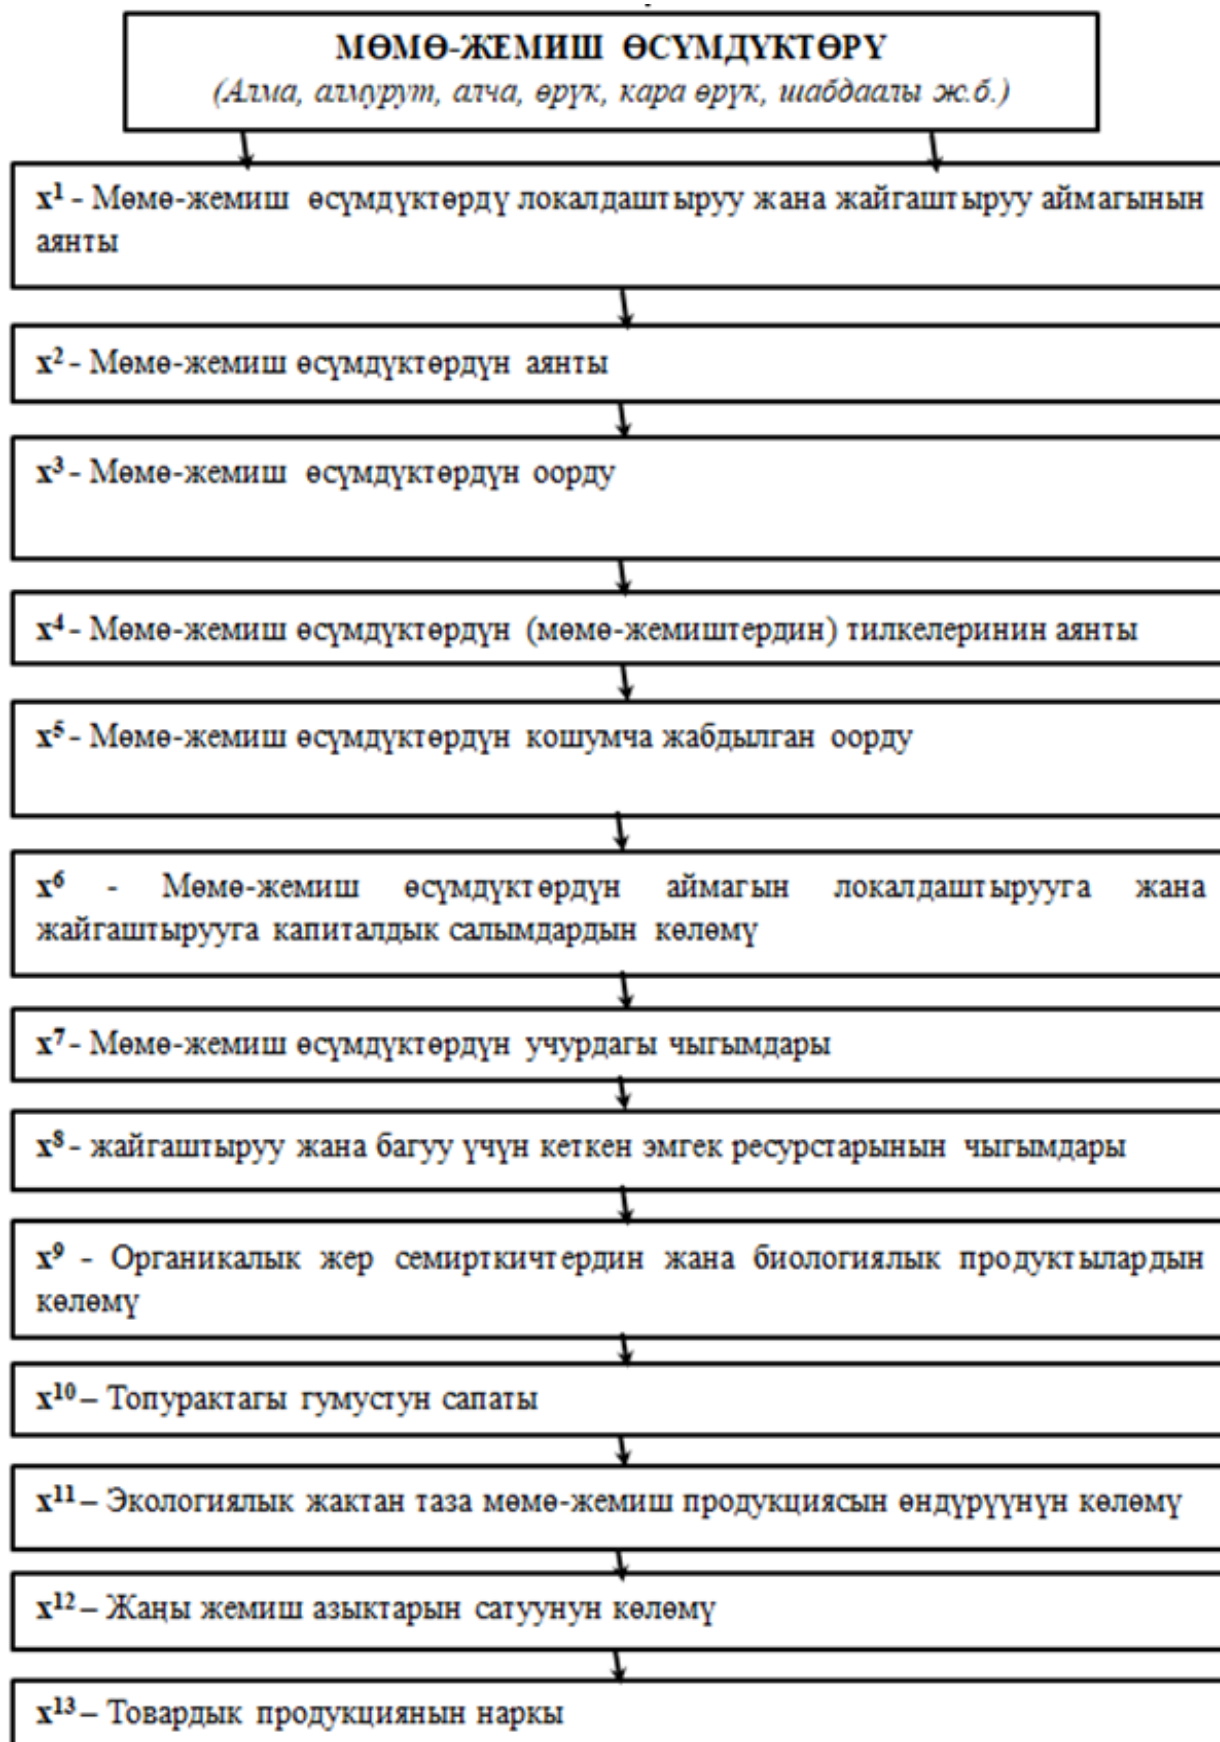 МӨМӨ-ЖЕМИШ ӨСҮМДҮКТӨРҮ
(Алма, алмурут, алча, өрүк, кара өрүк, шабдаалы ж.б.)
x¹ - Мөмө-жемиш өсүмдүктөрдү локалдаштыруу жана жайгаштыруу аймагынын
аянты
x² - Мөмө-жемиш өсүмдүктөрдүн аянты
x³ - Мөмө-жемиш өсүмдүктөрдүн оорду
x⁴ - Мөмө-жемиш өсүмдүктөрдүн (мөмө-жемиштердин) тилкелеринин аянты
x⁵ - Мөмө-жемиш өсүмдүктөрдүн кошумча жабдылган оорду
x⁶ - Мөмө-жемиш өсүмдүктөрдүн аймагын локалдаштырууга жана
жайгаштырууга капиталдык салымдардын көлөмү
x⁷ - Мөмө-жемиш өсүмдүктөрдүн учурдагы чыгымдары
x⁸ - жайгаштыруу жана багуу үчүн кеткен эмгек ресурстарынын чыгымдары
x⁹ - Органикалык жер семирткичтердин жана биологиялык продуктылардын
көлөмү
x¹⁰ – Топурактагы гумустун сапаты
x¹¹ – Экологиялык жактан таза мөмө-жемиш продукциясын өндүрүүнүн көлөмү
x¹² – Жаңы жемиш азыктарын сатуунун көлөмү
x¹³ – Товардык продукциянын наркы